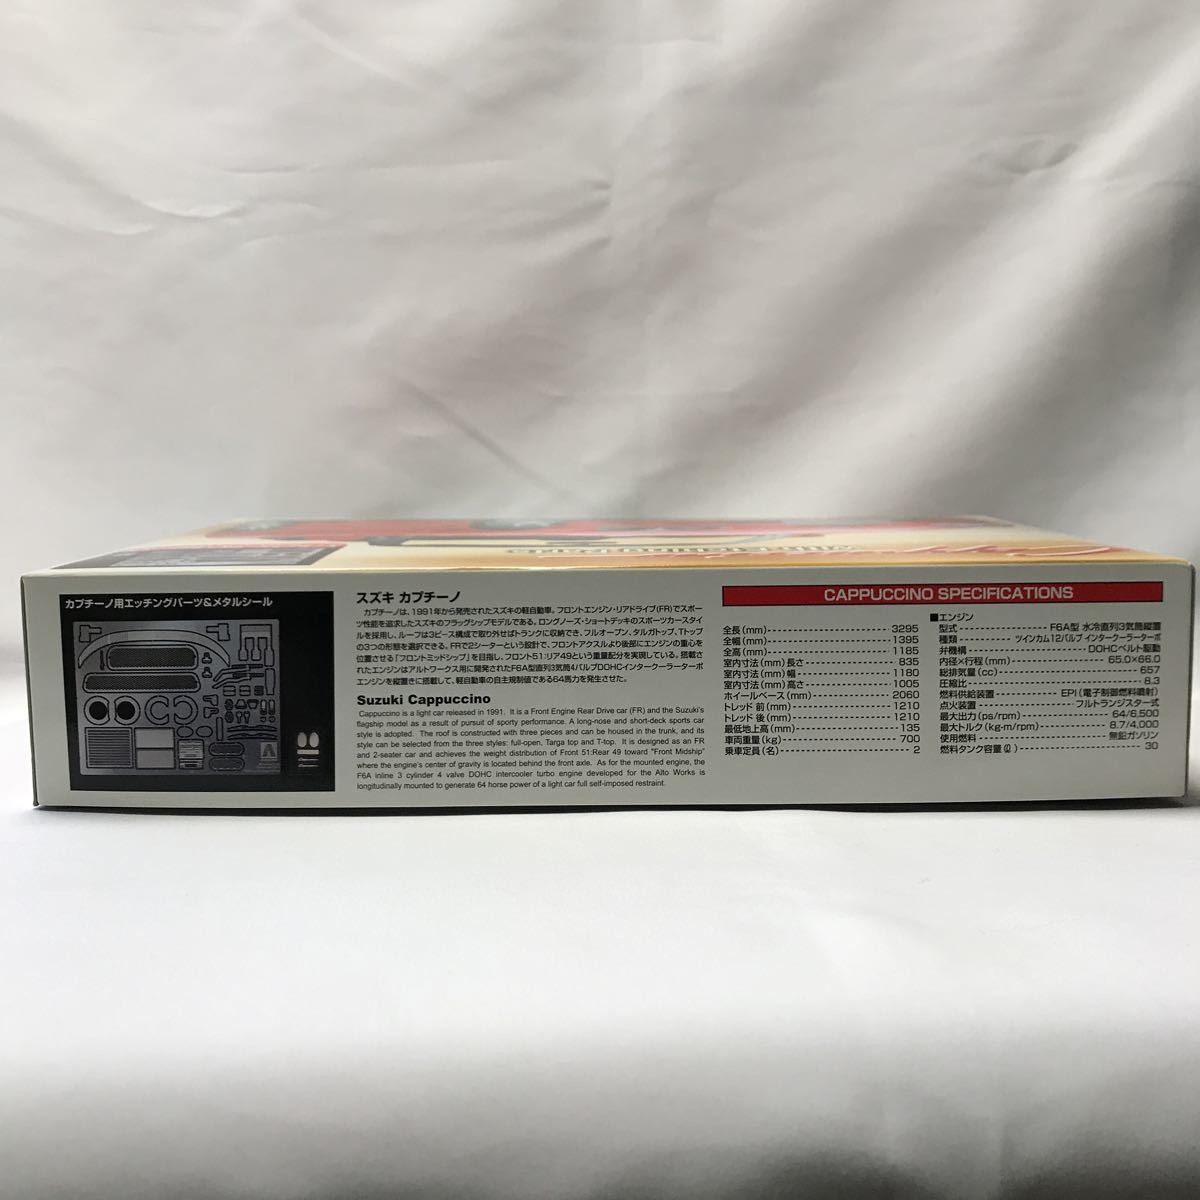 with Etching Parts
カプチーノ用エッチングパーツ&メタルシール
スズキ カプチーノ
カプチーノは、1991年から発売されたスズキの軽自動車。フロントエンジン・リアドライブ(FR)でスポー
ツ性能を追求したスズキのフラッグシップモデルである。ロングノーズ・ショートデッキのスポーツカースタイ
ルを採用し、ルーフは3ピース構成で取り外せばトランクに収納でき、フルオープン、タルガトップ、Tトップ
の3つの形態を選択できる。FRで2シーターという設計で、フロントアクスルより後部にエンジンの重心を
位置させる「フロントミッドシップ」を目指し、フロント51:リア49という重量配分を実現している。搭載さ
れたエンジンはアルトワークス用に開発されたF6A型直列3気筒4バルブDOHCインタークーラーターボ
エンジンを縦置きに搭載して、軽自動車の自主規制値である64馬力を発生させた。
Suzuki Cappuccino
Cappuccino is a light car released in 1991. It is a Front Engine Rear Drive car (FR) and the Suzuki's
flagship model as a result of pursuit of sporty performance. A long-nose and short-deck sports car
style is adopted. The roof is constructed with three pieces and can be housed in the trunk, and its
style can be selected from the three styles: full-open, Targa top and T-top. It is designed as an FR
and 2-seater car and achieves the weight distribution of Front 51:Rear 49 toward "Front Midship"
where the engine's center of gravity is located behind the front axle. As for the mounted engine, the
F6A inline 3 cylinder 4 valve DOHC intercooler turbo engine developed for the Alto Works is
longitudinally mounted to generate 64 horse power of a light car full self-imposed restraint.
CAPPUCCINO SPECIFICATIONS
全長(mm) 3295
全幅(mm) 1395
全高(mm) 1185
室内寸法(mm)長さ 835
室内寸法(mm)幅 1180
室内寸法(mm)高さ 1005
ホイールベース(mm) 2060
トレッド 前(mm) 1210
トレッド 後(mm) 1210
最低地上高(mm) 135
車両重量(kg) 700
乗車定員(名) 2
■エンジン
型式 F6A型 水冷直列3気筒縦置
種類 ツインカム12バルブ インタークーラーターボ
弁機構 DOHCベルト駆動
内径×行程(mm) 65.0×66.0
総排気量(cc) 657
圧縮比 8.3
燃料供給装置 EPI(電子制御燃料噴射)
点火装置 フルトランジスター式
最大出力(ps/rpm) 64/6,500
最大トルク(kg-m/rpm) 8.7/4,000
使用燃料 無鉛ガソリン
燃料タンク容量(ℓ) 30